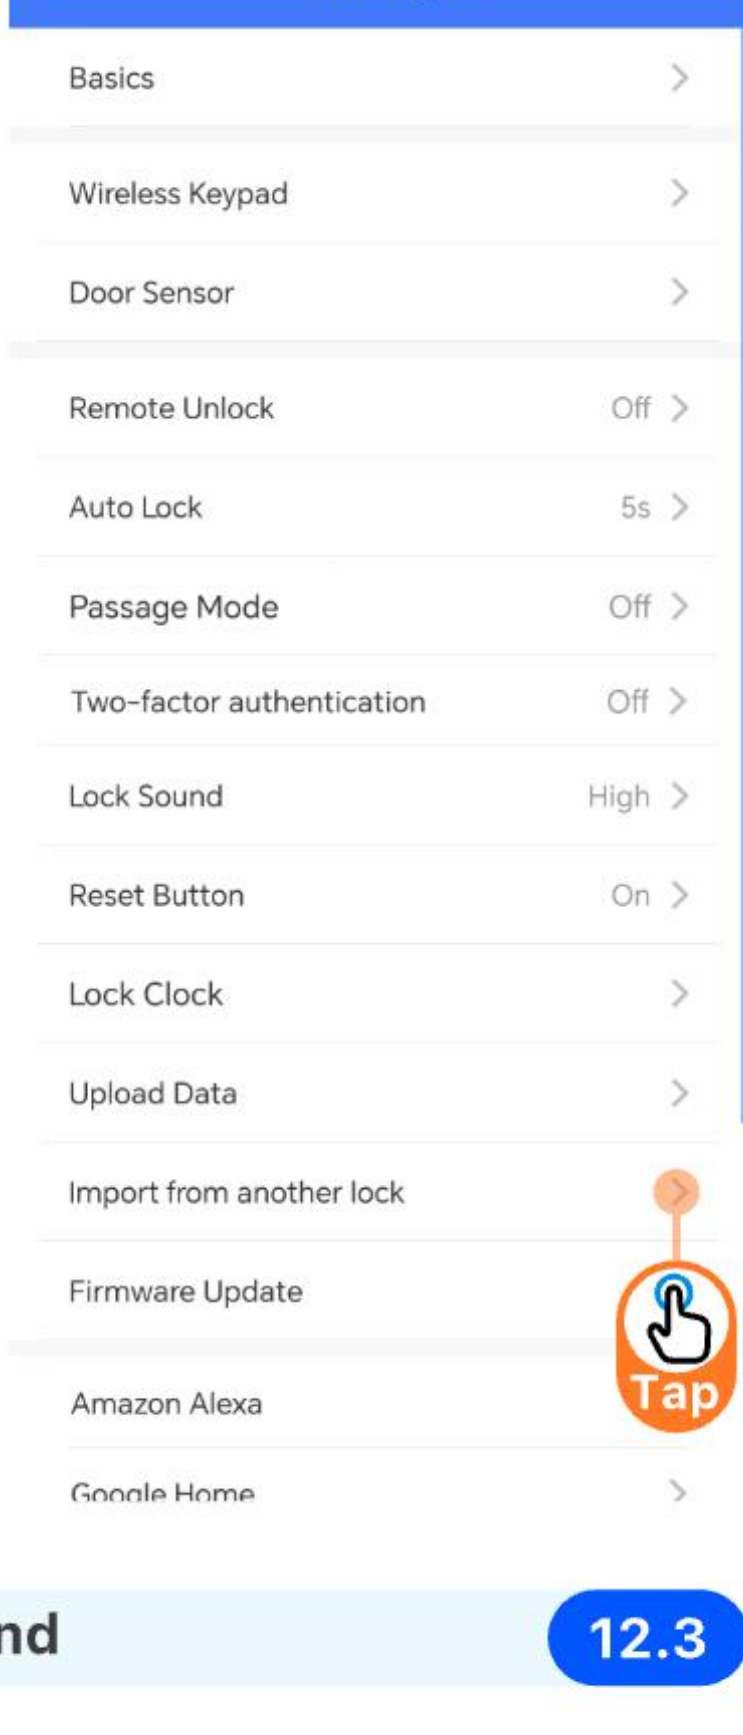 Basics
Wireless Keypad
Door Sensor
Remote Unlock Off
Auto Lock 5s
Passage Mode Off
Two-factor authentication Off
Lock Sound High
Reset Button On
Lock Clock
Upload Data
Import from another lock
Firmware Update
Tap
Amazon Alexa
Google Home
nd 12.3